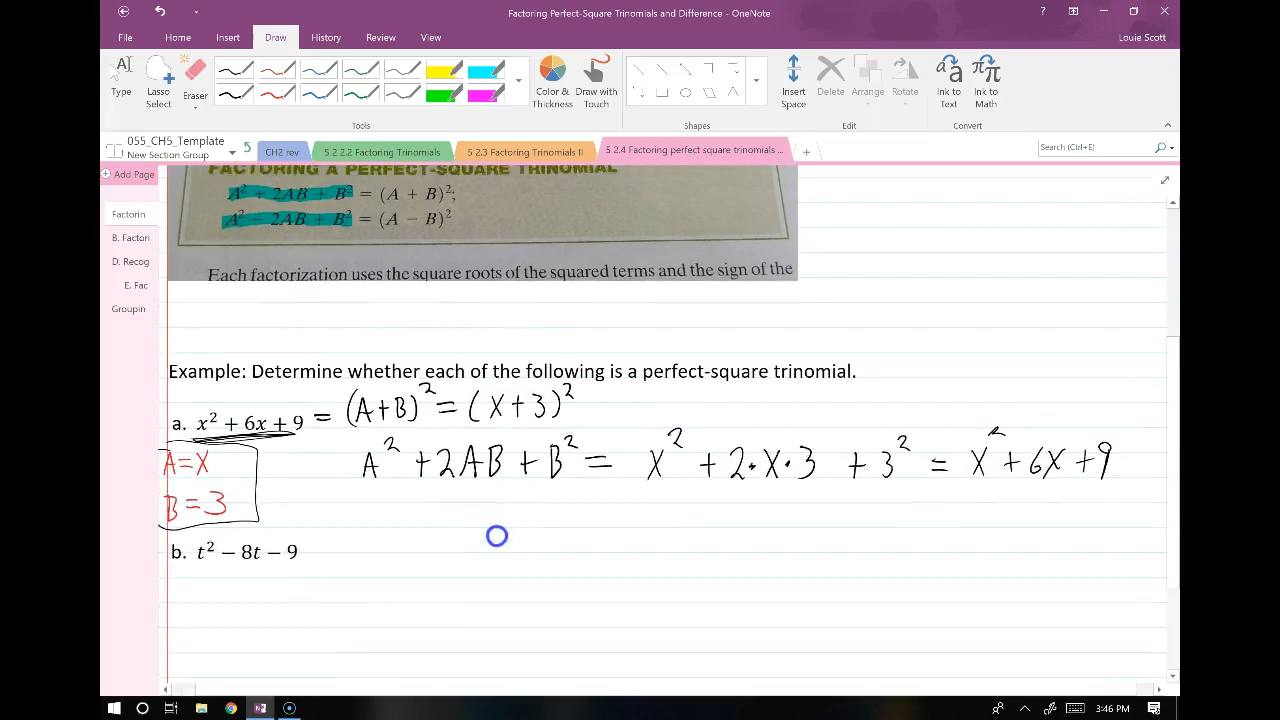 Factoring Perfect-Square Trinomials and Difference - OneNote
File Home Insert Draw History Review View Louie Scott
Type Lasso Select Eraser Color & Thickness Draw with Touch Insert Space Delete Arrange Rotate Ink to Text Ink to Math
Tools Shapes Edit Convert
055_CH5_Template
New Section Group
CH2 rev 5 2 2.2 Factoring Trinomials 5 2.3 Factoring Trinomials II 5 2.4 Factoring perfect square trinomials ... Search (Ctrl+E)
Add Page
Factorin
B. Factori
D. Recog
E. Fac
Groupin
FACTORING A PERFECT-SQUARE TRINOMIAL
A² + 2AB + B² = (A + B)²;
A² − 2AB + B² = (A − B)²
Each factorization uses the square roots of the squared terms and the sign of the
Example: Determine whether each of the following is a perfect-square trinomial.
a. x² + 6x + 9 = (A+B)² = (X+3)²
A² + 2AB + B² = X² + 2·X·3 + 3² = X² + 6X + 9
A = X
B = 3
b. t² − 8t − 9
3:46 PM